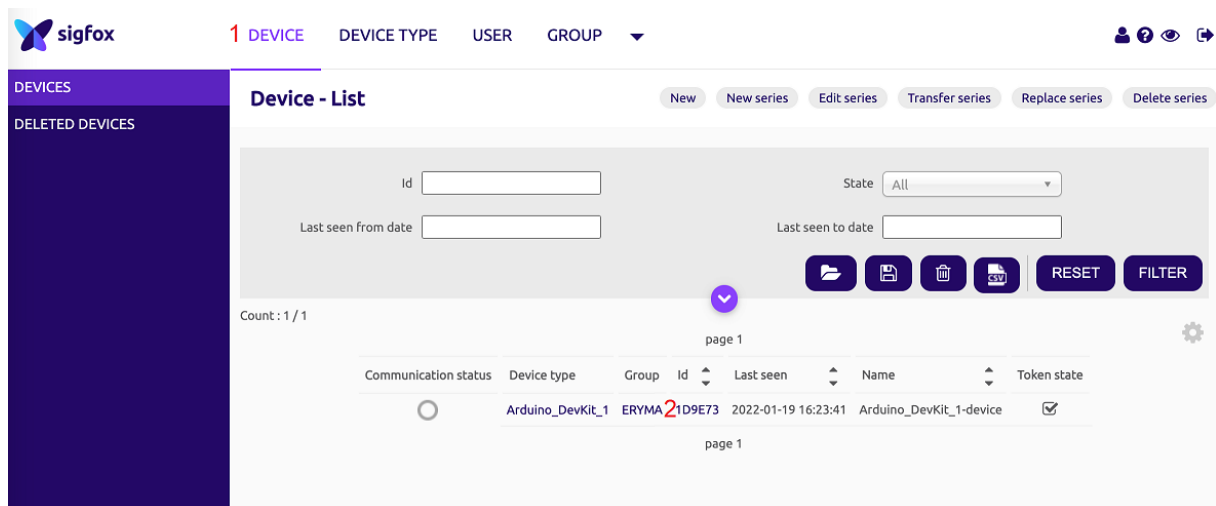 sigfox
1 DEVICE DEVICE TYPE USER GROUP
DEVICES
DELETED DEVICES
Device - List
New New series Edit series Transfer series Replace series Delete series
Id State All
Last seen from date Last seen to date
CSV RESET FILTER
Count : 1 / 1
page 1
Communication status Device type Group Id Last seen Name Token state
Arduino_DevKit_1 ERYMA 2 1D9E73 2022-01-19 16:23:41 Arduino_DevKit_1-device
page 1